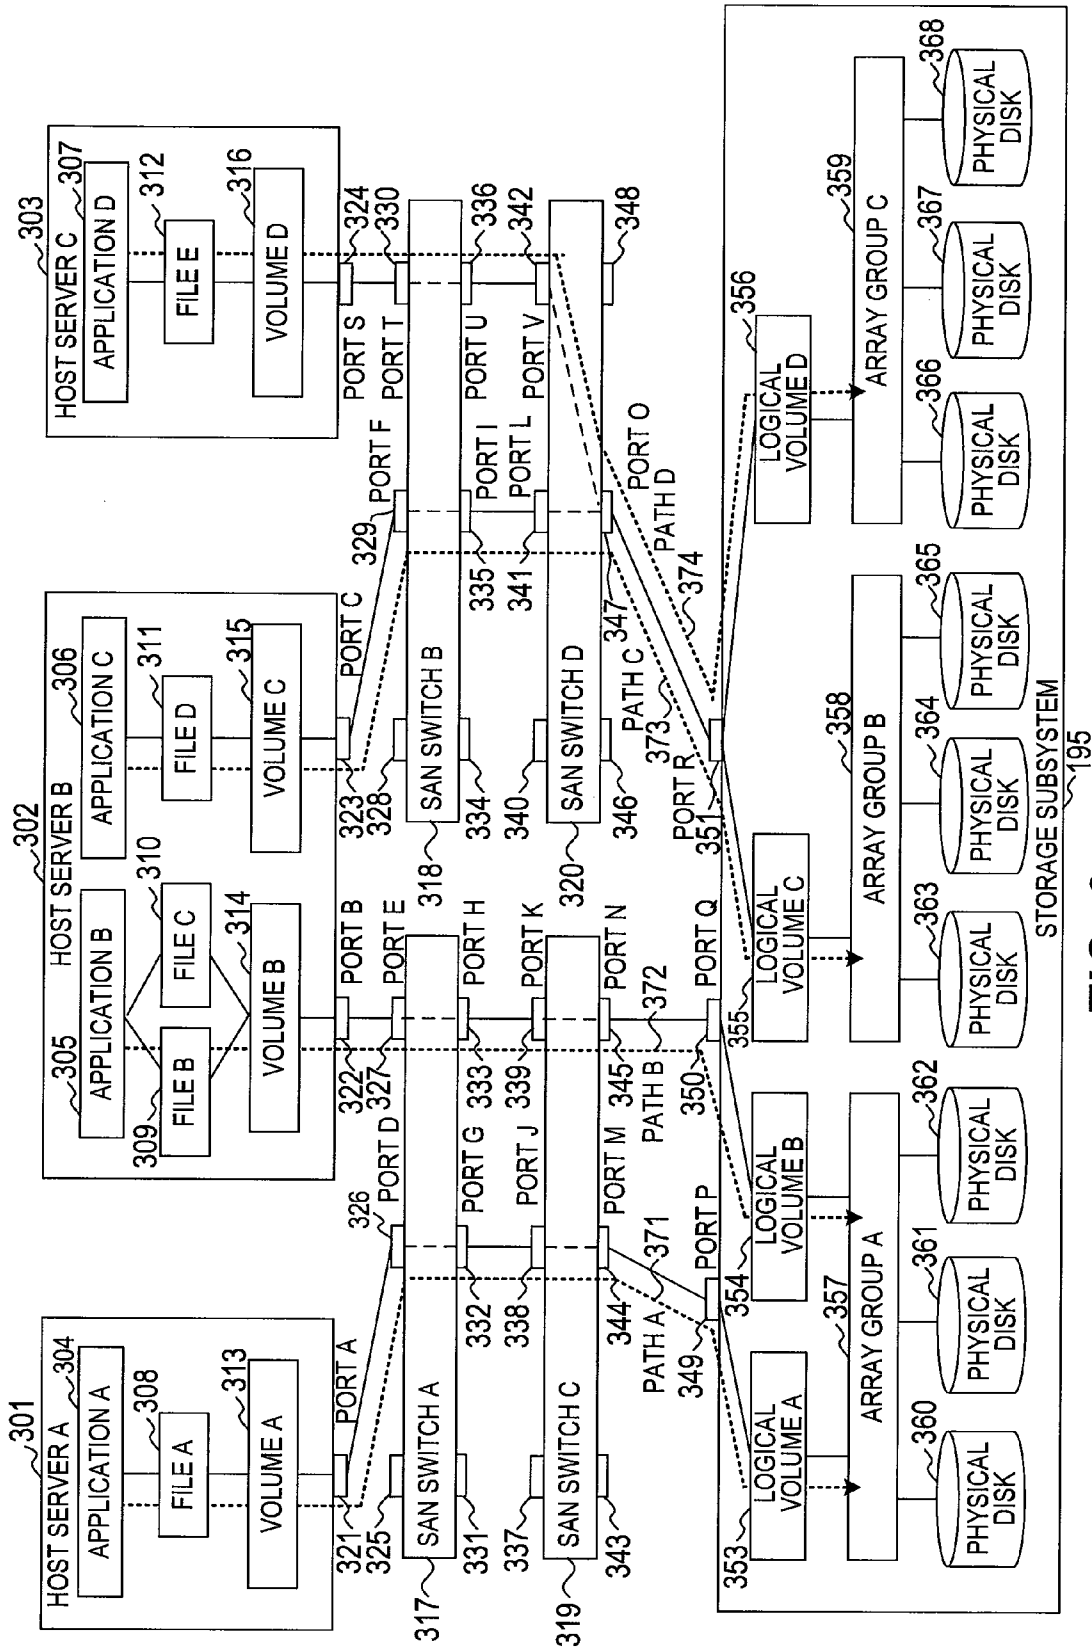 301
HOST SERVER A
304
APPLICATION A
308
FILE A
313
VOLUME A
321
PORT A
302
HOST SERVER B
305
APPLICATION B
306
APPLICATION C
309
FILE B
310
FILE C
311
FILE D
314
VOLUME B
315
VOLUME C
322
PORT B
323
PORT C
303
HOST SERVER C
307
APPLICATION D
312
FILE E
316
VOLUME D
324
PORT S
325
326
PORT D
327
PORT E
317
SAN SWITCH A
331
332
PORT G
333
PORT H
328
329
PORT F
330
PORT T
318
SAN SWITCH B
334
335
PORT I
336
PORT U
337
338
PORT J
339
PORT K
319
SAN SWITCH C
343
344
PORT M
345
PORT N
340
341
PORT L
342
PORT V
320
SAN SWITCH D
346
347
PORT O
348
PATH A
371
PATH B
372
PATH C
373
PATH D
374
349
PORT P
350
PORT Q
351
PORT R
353
LOGICAL
VOLUME A
354
LOGICAL
VOLUME B
355
LOGICAL
VOLUME C
356
LOGICAL
VOLUME D
357
ARRAY GROUP A
358
ARRAY GROUP B
359
ARRAY GROUP C
360
PHYSICAL
DISK
361
PHYSICAL
DISK
362
PHYSICAL
DISK
363
PHYSICAL
DISK
364
PHYSICAL
DISK
365
PHYSICAL
DISK
366
PHYSICAL
DISK
367
PHYSICAL
DISK
368
PHYSICAL
DISK
STORAGE SUBSYSTEM
195